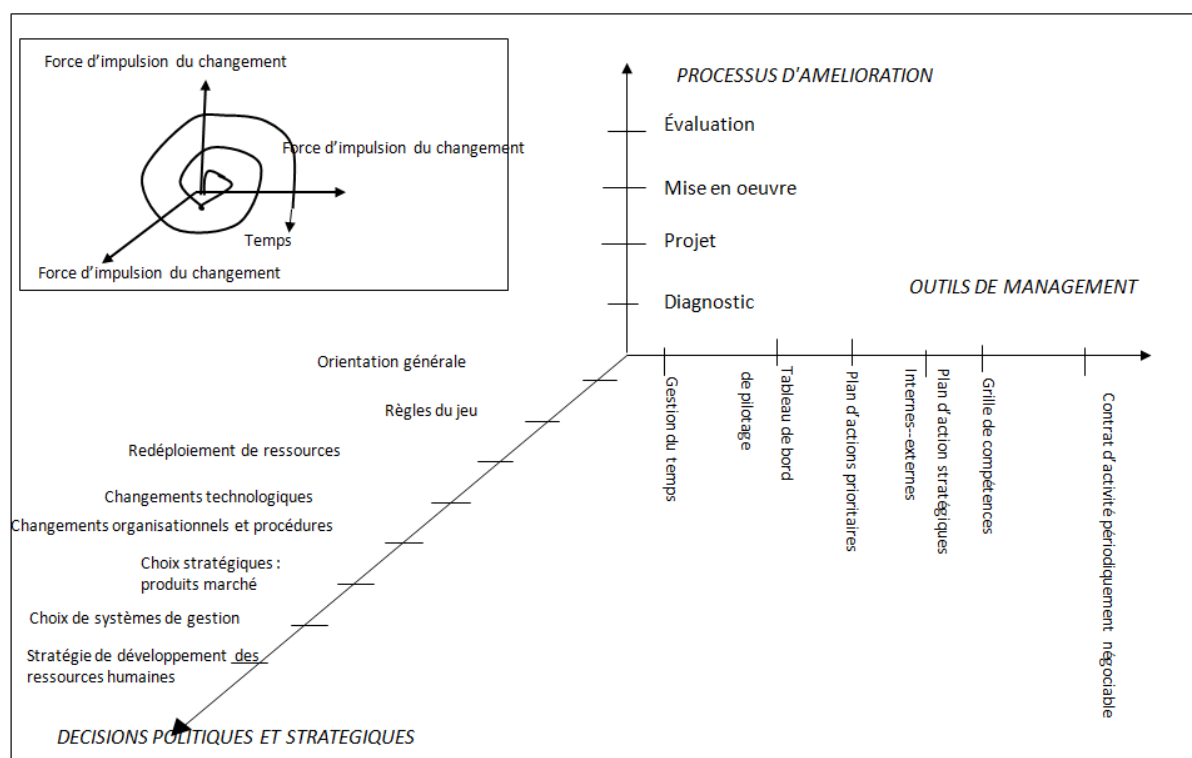 Force d'impulsion du changement
Force d'impulsion du changement
Temps
Force d'impulsion du changement
PROCESSUS D'AMELIORATION
Évaluation
Mise en oeuvre
Projet
Diagnostic
OUTILS DE MANAGEMENT
Gestion du temps
Tableau de bord
de pilotage
Plan d'actions prioritaires
Plan d'action stratégiques
Internes--externes
Grille de compétences
Contrat d'activité périodiquement négociable
Orientation générale
Règles du jeu
Redéploiement de ressources
Changements technologiques
Changements organisationnels et procédures
Choix stratégiques :
produits marché
Choix de systèmes de gestion
Stratégie de développement des
ressources humaines
DECISIONS POLITIQUES ET STRATEGIQUES